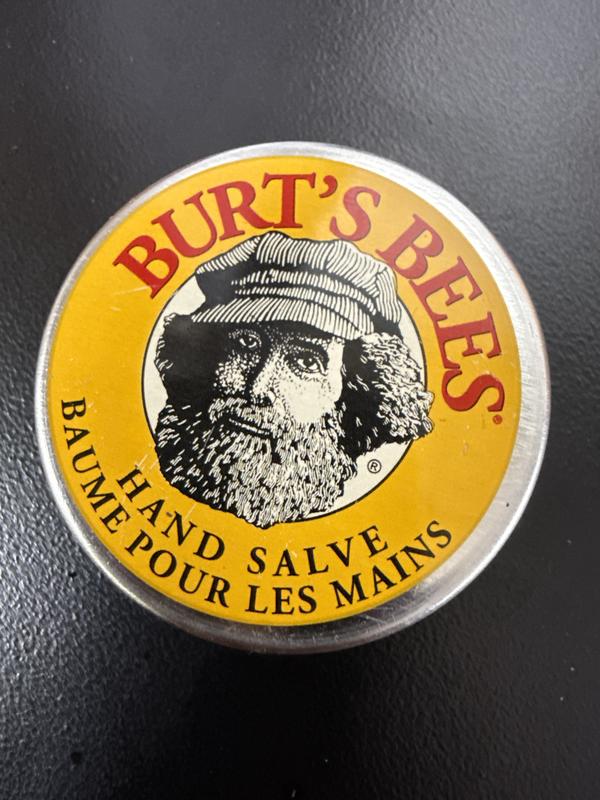 BURT'S BEES®
®
HAND SALVE
BAUME POUR LES MAINS